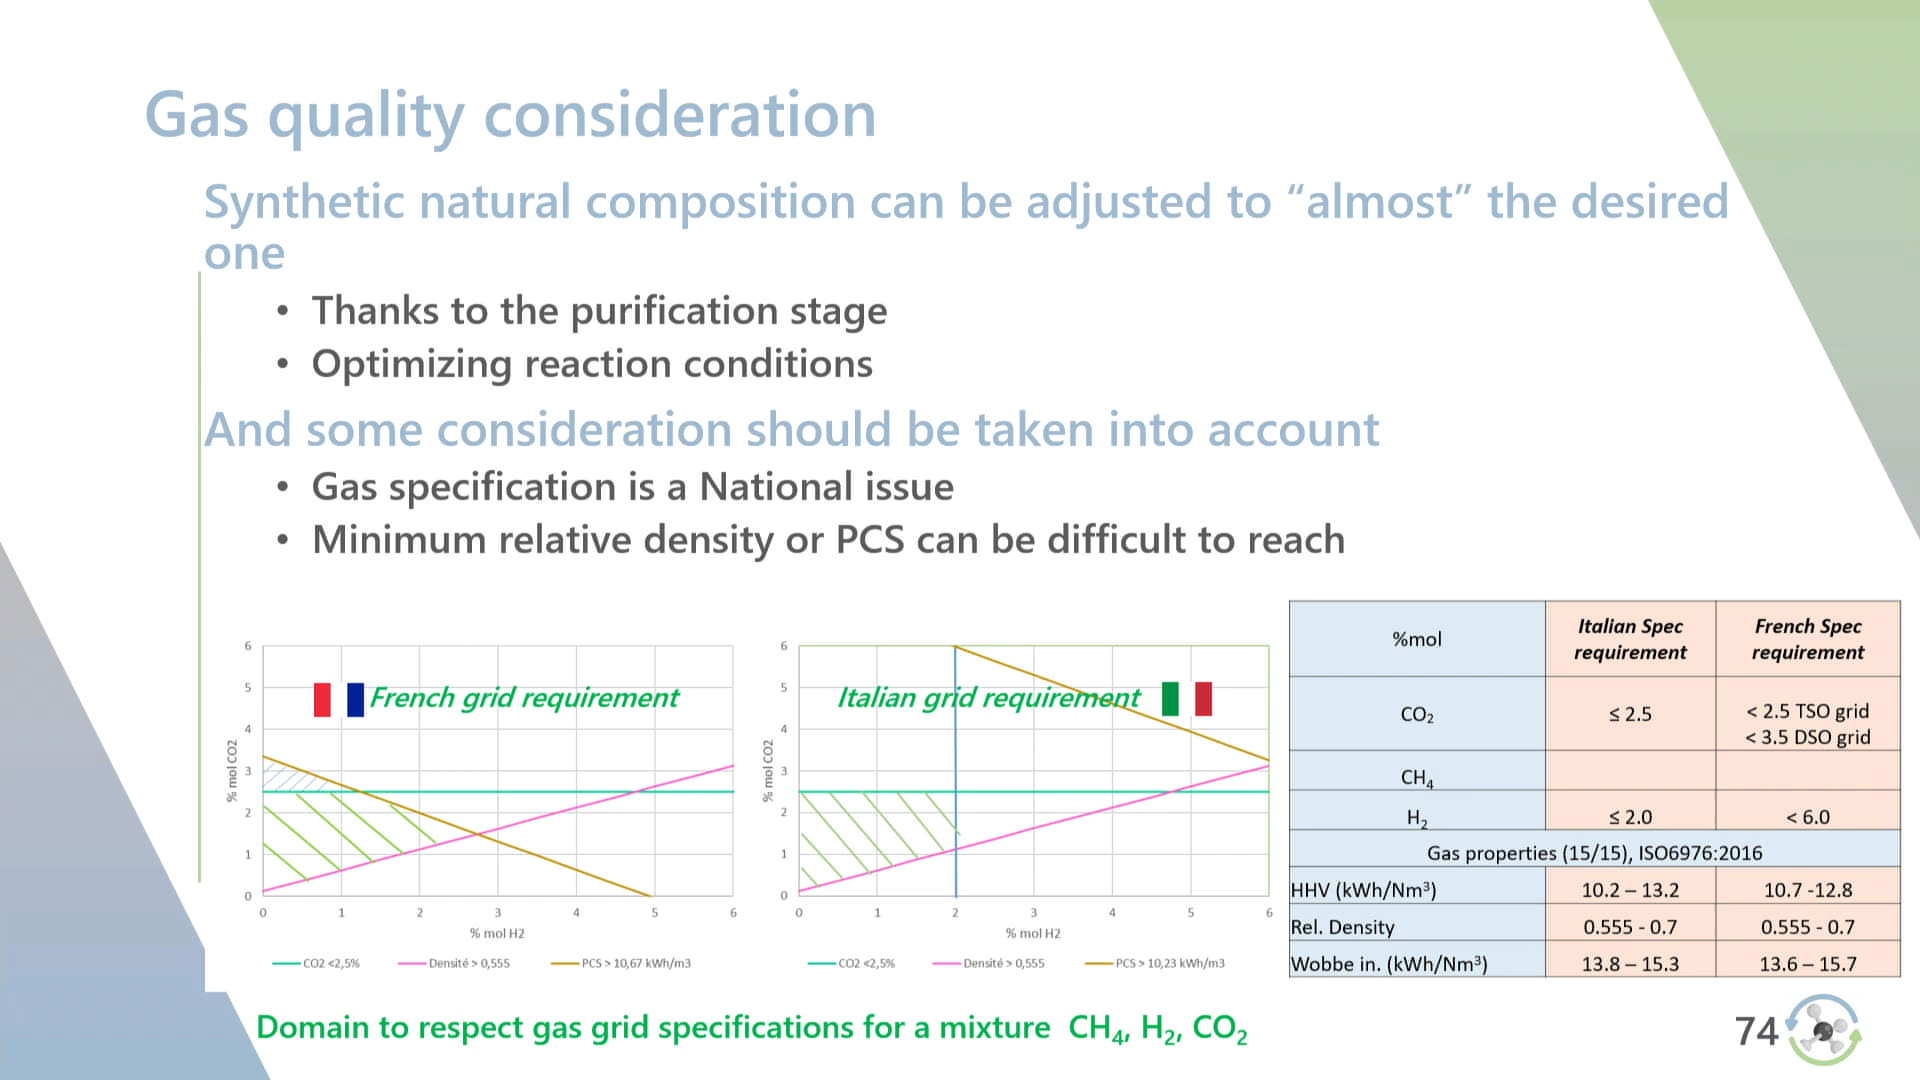 Gas quality consideration
Synthetic natural composition can be adjusted to “almost” the desired
one
• Thanks to the purification stage
• Optimizing reaction conditions
And some consideration should be taken into account
• Gas specification is a National issue
• Minimum relative density or PCS can be difficult to reach
French grid requirement
6
5
4
3
2
1
0
% mol CO2
0 1 2 3 4 5 6
% mol H2
CO2 <2,5% Densité > 0,555 PCS > 10,67 kWh/m3
Italian grid requirement
6
5
4
3
2
1
0
% mol CO2
0 1 2 3 4 5 6
% mol H2
CO2 <2,5% Densité > 0,555 PCS > 10,23 kWh/m3
%mol Italian Spec requirement French Spec requirement
CO₂ ≤ 2.5 < 2.5 TSO grid
< 3.5 DSO grid
CH₄
H₂ ≤ 2.0 < 6.0
Gas properties (15/15), ISO6976:2016
HHV (kWh/Nm³) 10.2 – 13.2 10.7 -12.8
Rel. Density 0.555 - 0.7 0.555 - 0.7
Wobbe in. (kWh/Nm³) 13.8 – 15.3 13.6 – 15.7
Domain to respect gas grid specifications for a mixture CH₄, H₂, CO₂
74